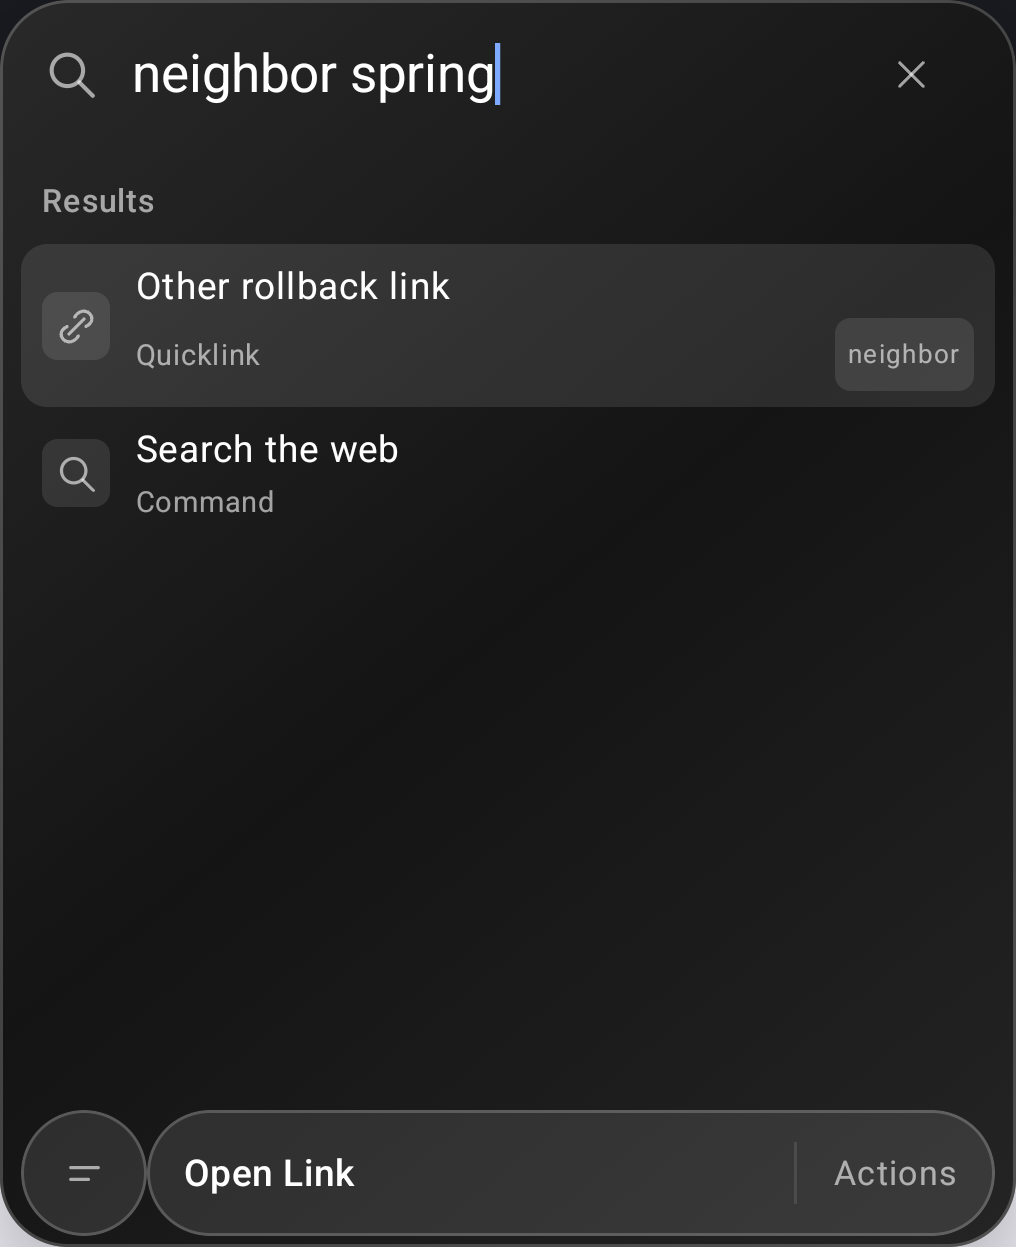 neighbor spring
Results
Other rollback link
Quicklink
neighbor
Search the web
Command
Open Link
Actions